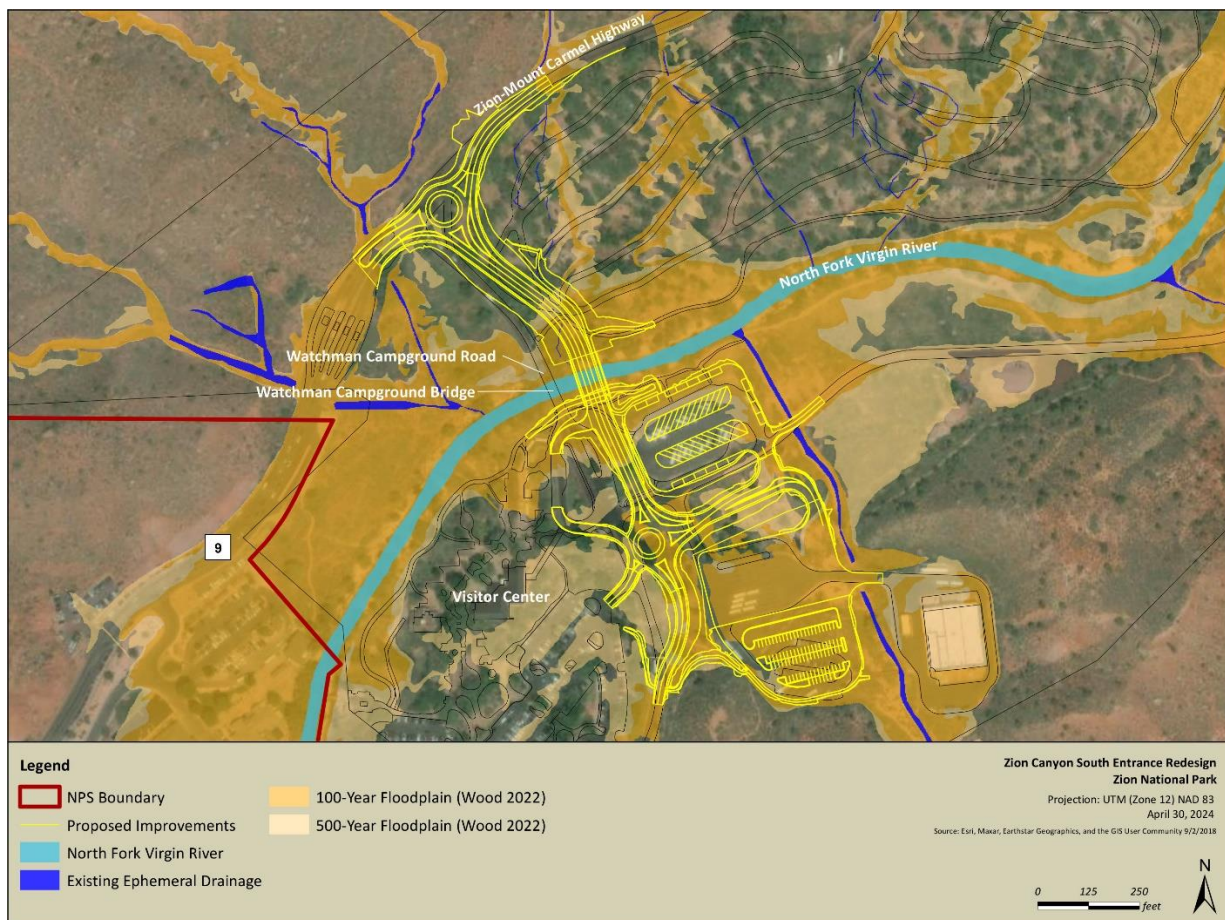 Zion-Mount Carmel Highway
North Fork Virgin River
Watchman Campground Road
Watchman Campground Bridge
9
Visitor Center
Legend
NPS Boundary
Proposed Improvements
North Fork Virgin River
Existing Ephemeral Drainage
100-Year Floodplain (Wood 2022)
500-Year Floodplain (Wood 2022)
Zion Canyon South Entrance Redesign
Zion National Park
Projection: UTM (Zone 12) NAD 83
April 30, 2024
Source: Esri, Maxar, Earthstar Geographics, and the GIS User Community 9/2/2018
N
0 125 250
feet